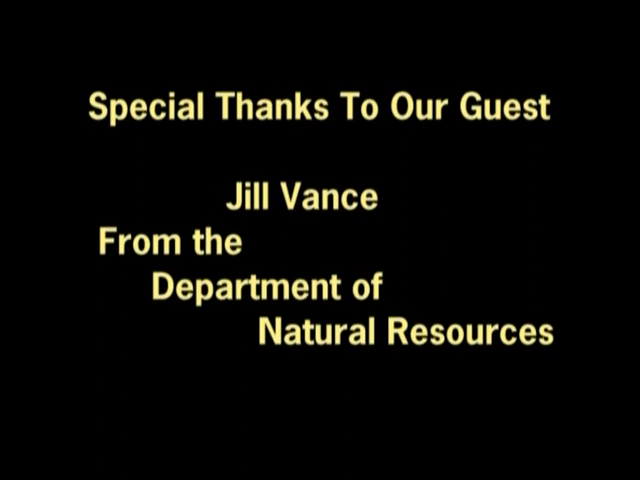 Special Thanks To Our Guest
Jill Vance
From the
Department of
Natural Resources